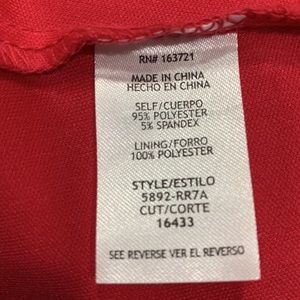 RN# 163721
MADE IN CHINA
HECHO EN CHINA
SELF/CUERPO
95% POLYESTER
5% SPANDEX
LINING/FORRO
100% POLYESTER
STYLE/ESTILO
5892-RR7A
CUT/CORTE
16433
SEE REVERSE VER EL REVERSO